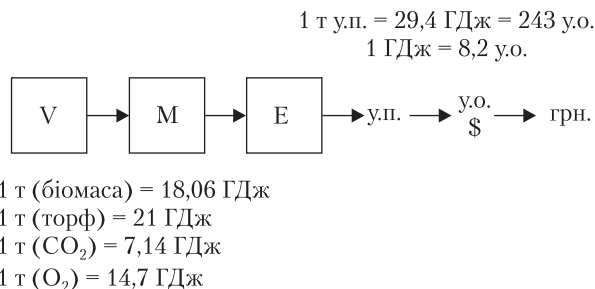 1 т у.п. = 29,4 ГДж = 243 у.о.
1 ГДж = 8,2 у.о.
V М Е у.п. у.о. $ грн.
1 т (біомаса) = 18,06 ГДж
1 т (торф) = 21 ГДж
1 т (CO₂) = 7,14 ГДж
1 т (O₂) = 14,7 ГДж